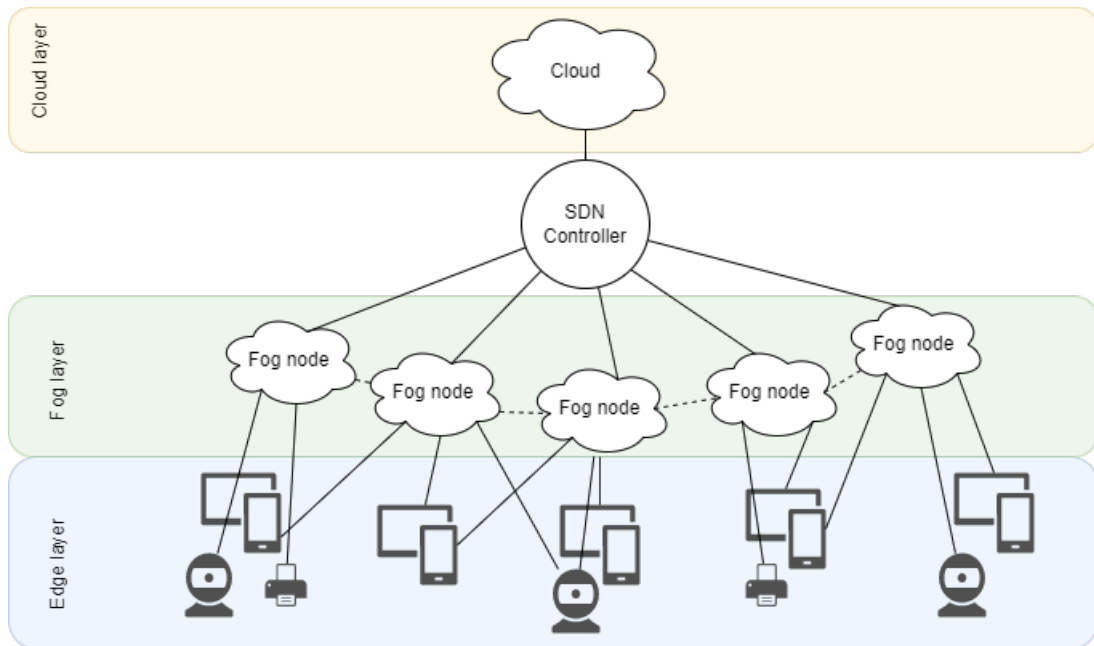 Cloud layer
Cloud
SDN
Controller
Fog layer
Fog node
Fog node
Fog node
Fog node
Fog node
Edge layer